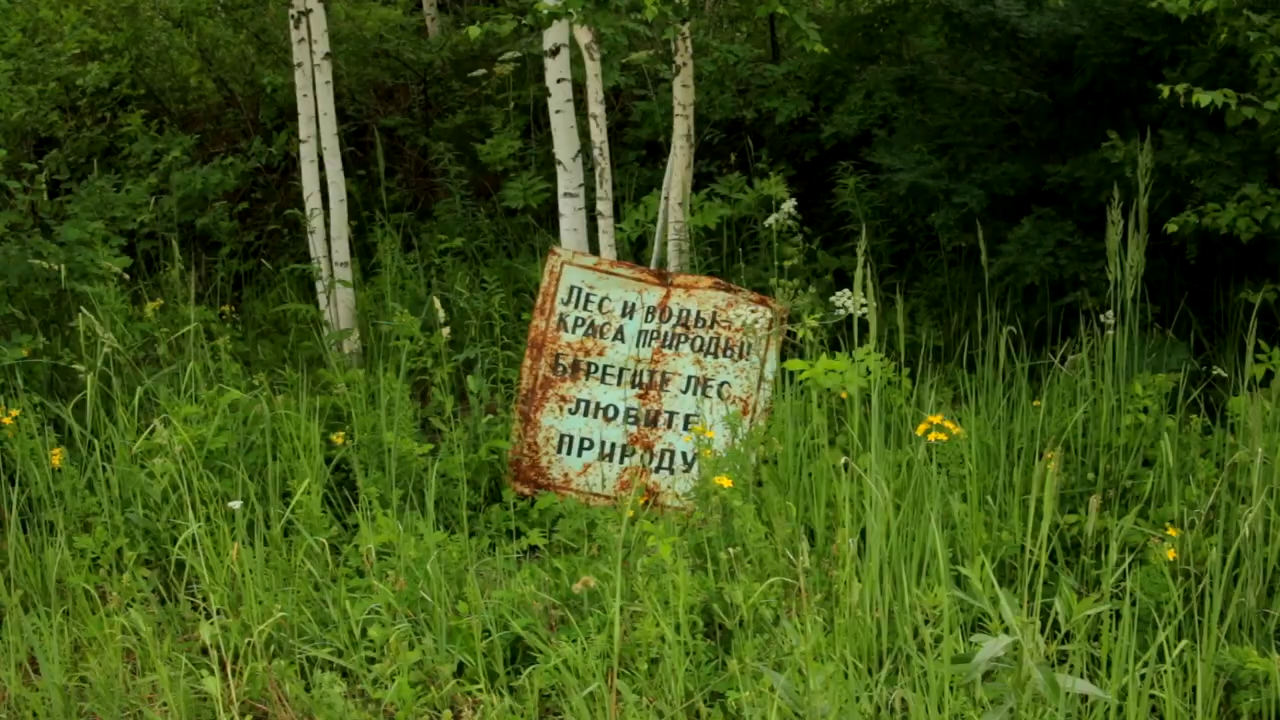 ЛЕС И ВОДЫ-
КРАСА ПРИРОДЫ!
БЕРЕГИТЕ ЛЕС,
ЛЮБИТЕ
ПРИРОДУ